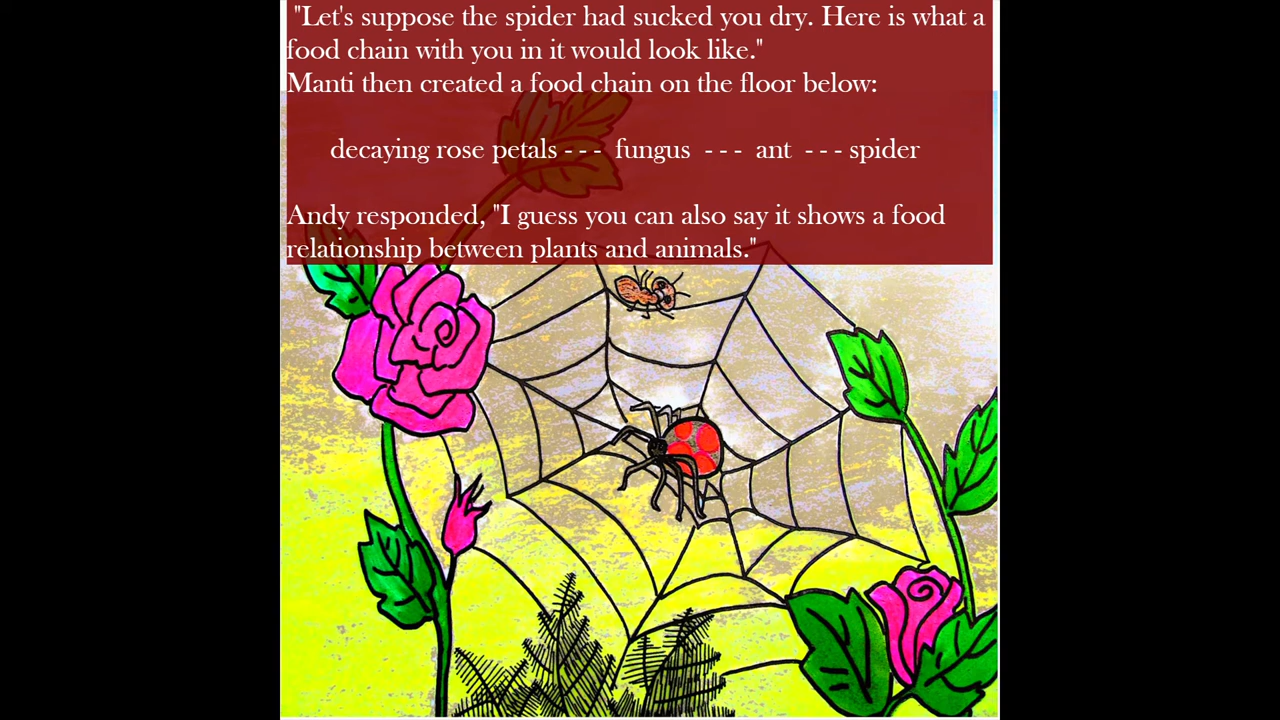 "Let's suppose the spider had sucked you dry. Here is what a
food chain with you in it would look like."
Manti then created a food chain on the floor below:
decaying rose petals - - - fungus - - - ant - - - spider
Andy responded, "I guess you can also say it shows a food
relationship between plants and animals."